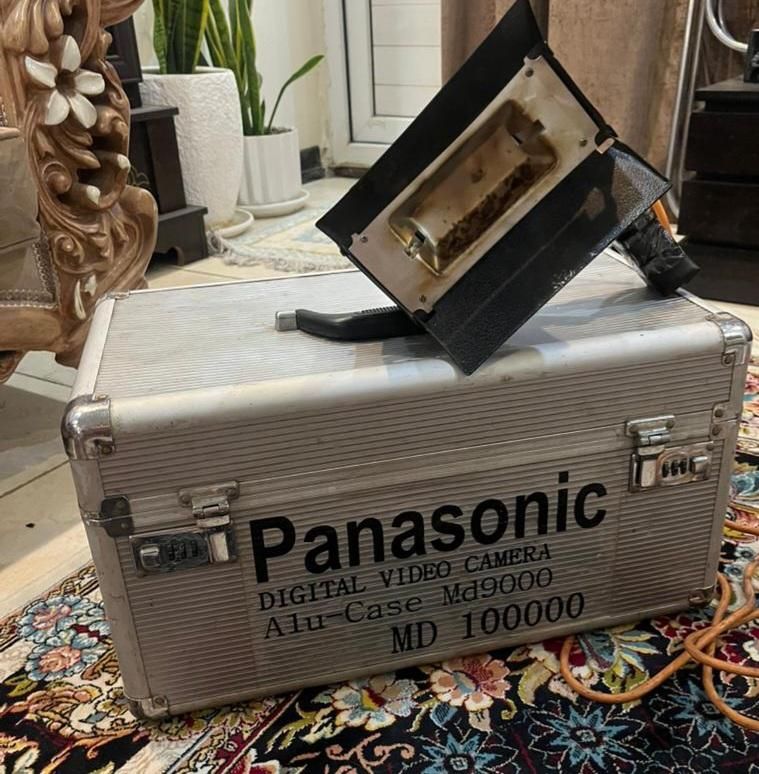 Panasonic
DIGITAL VIDEO CAMERA
Alu-Case Md9000
MD 100000